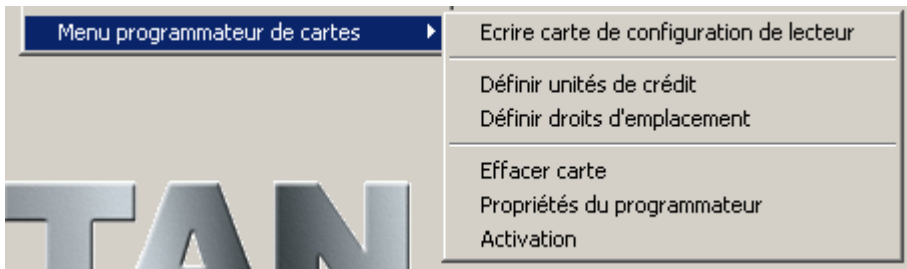 Menu programmateur de cartes
Ecrire carte de configuration de lecteur
Définir unités de crédit
Définir droits d'emplacement
Effacer carte
Propriétés du programmateur
Activation
TAN